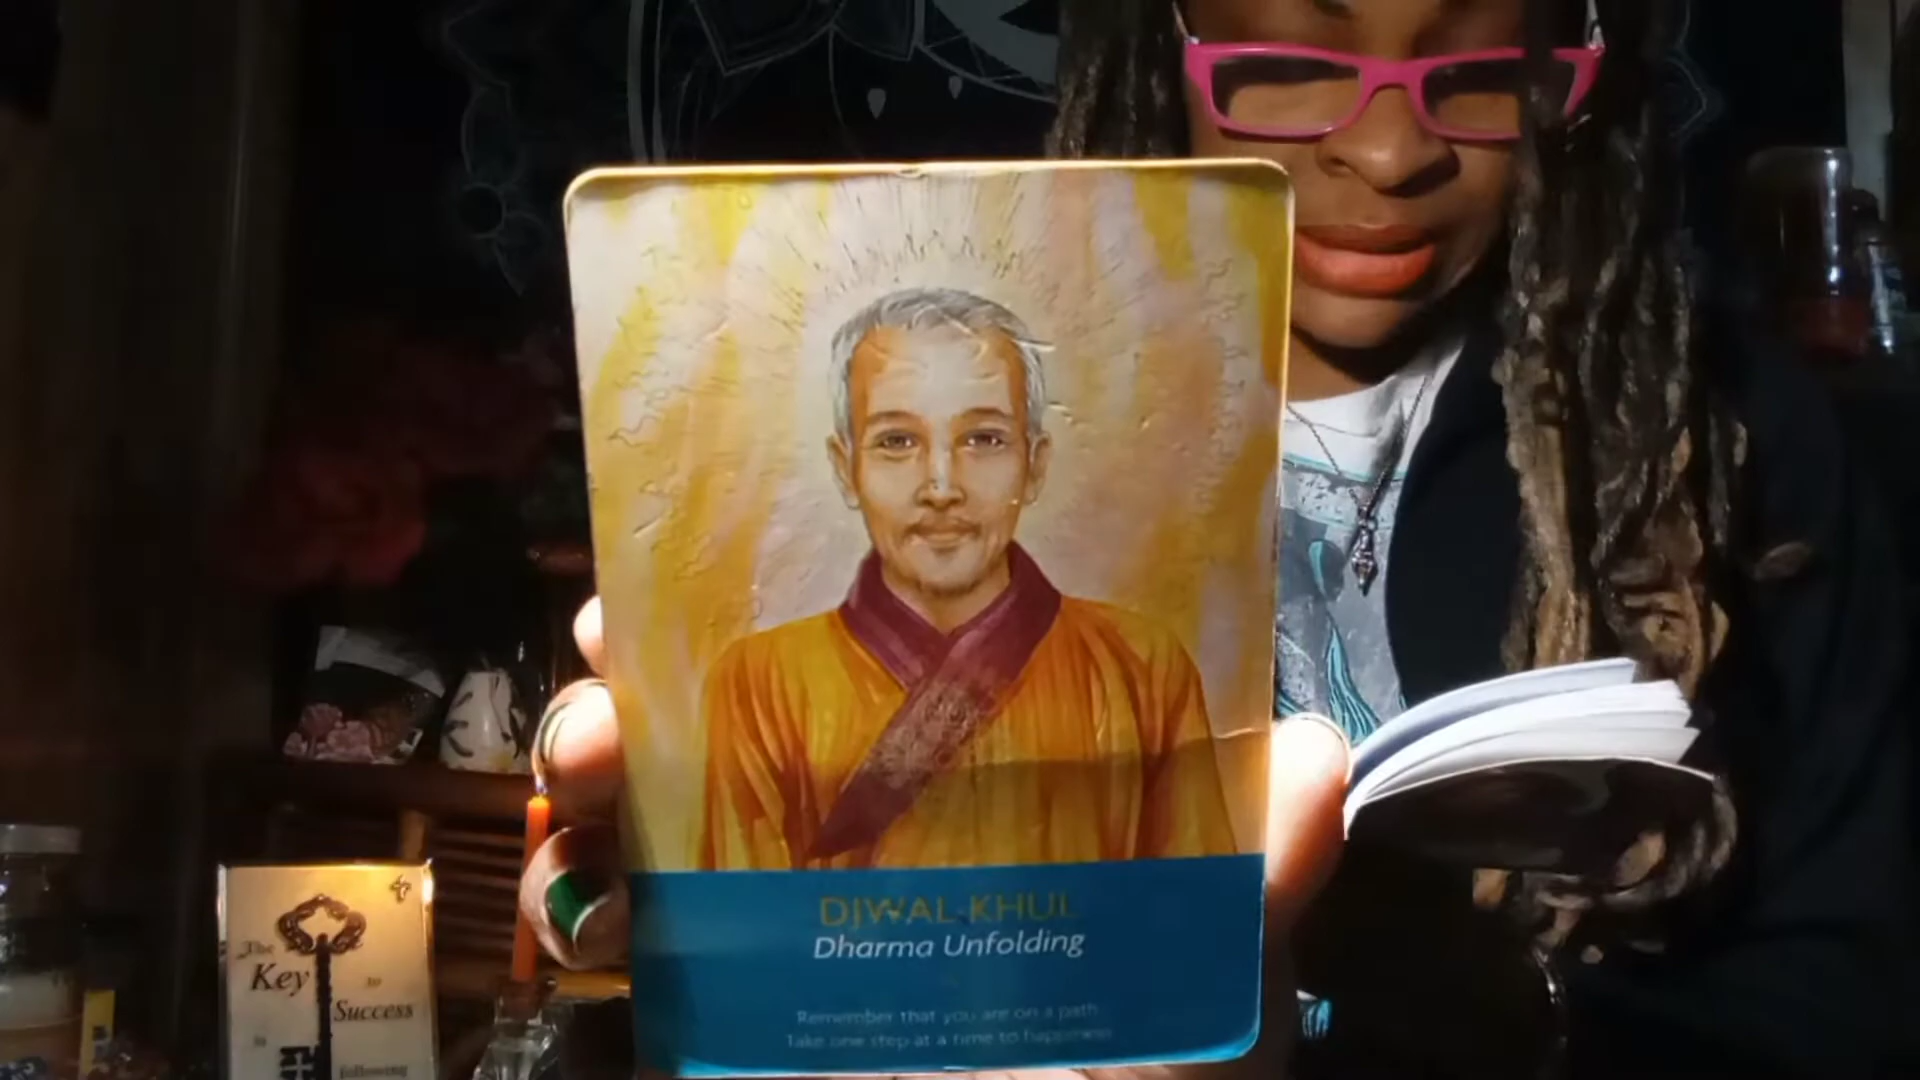 DJWAL KHUL
Dharma Unfolding
Remember that you are on a path
Take one step at a time to happiness
The
Key
to
Success
is
following